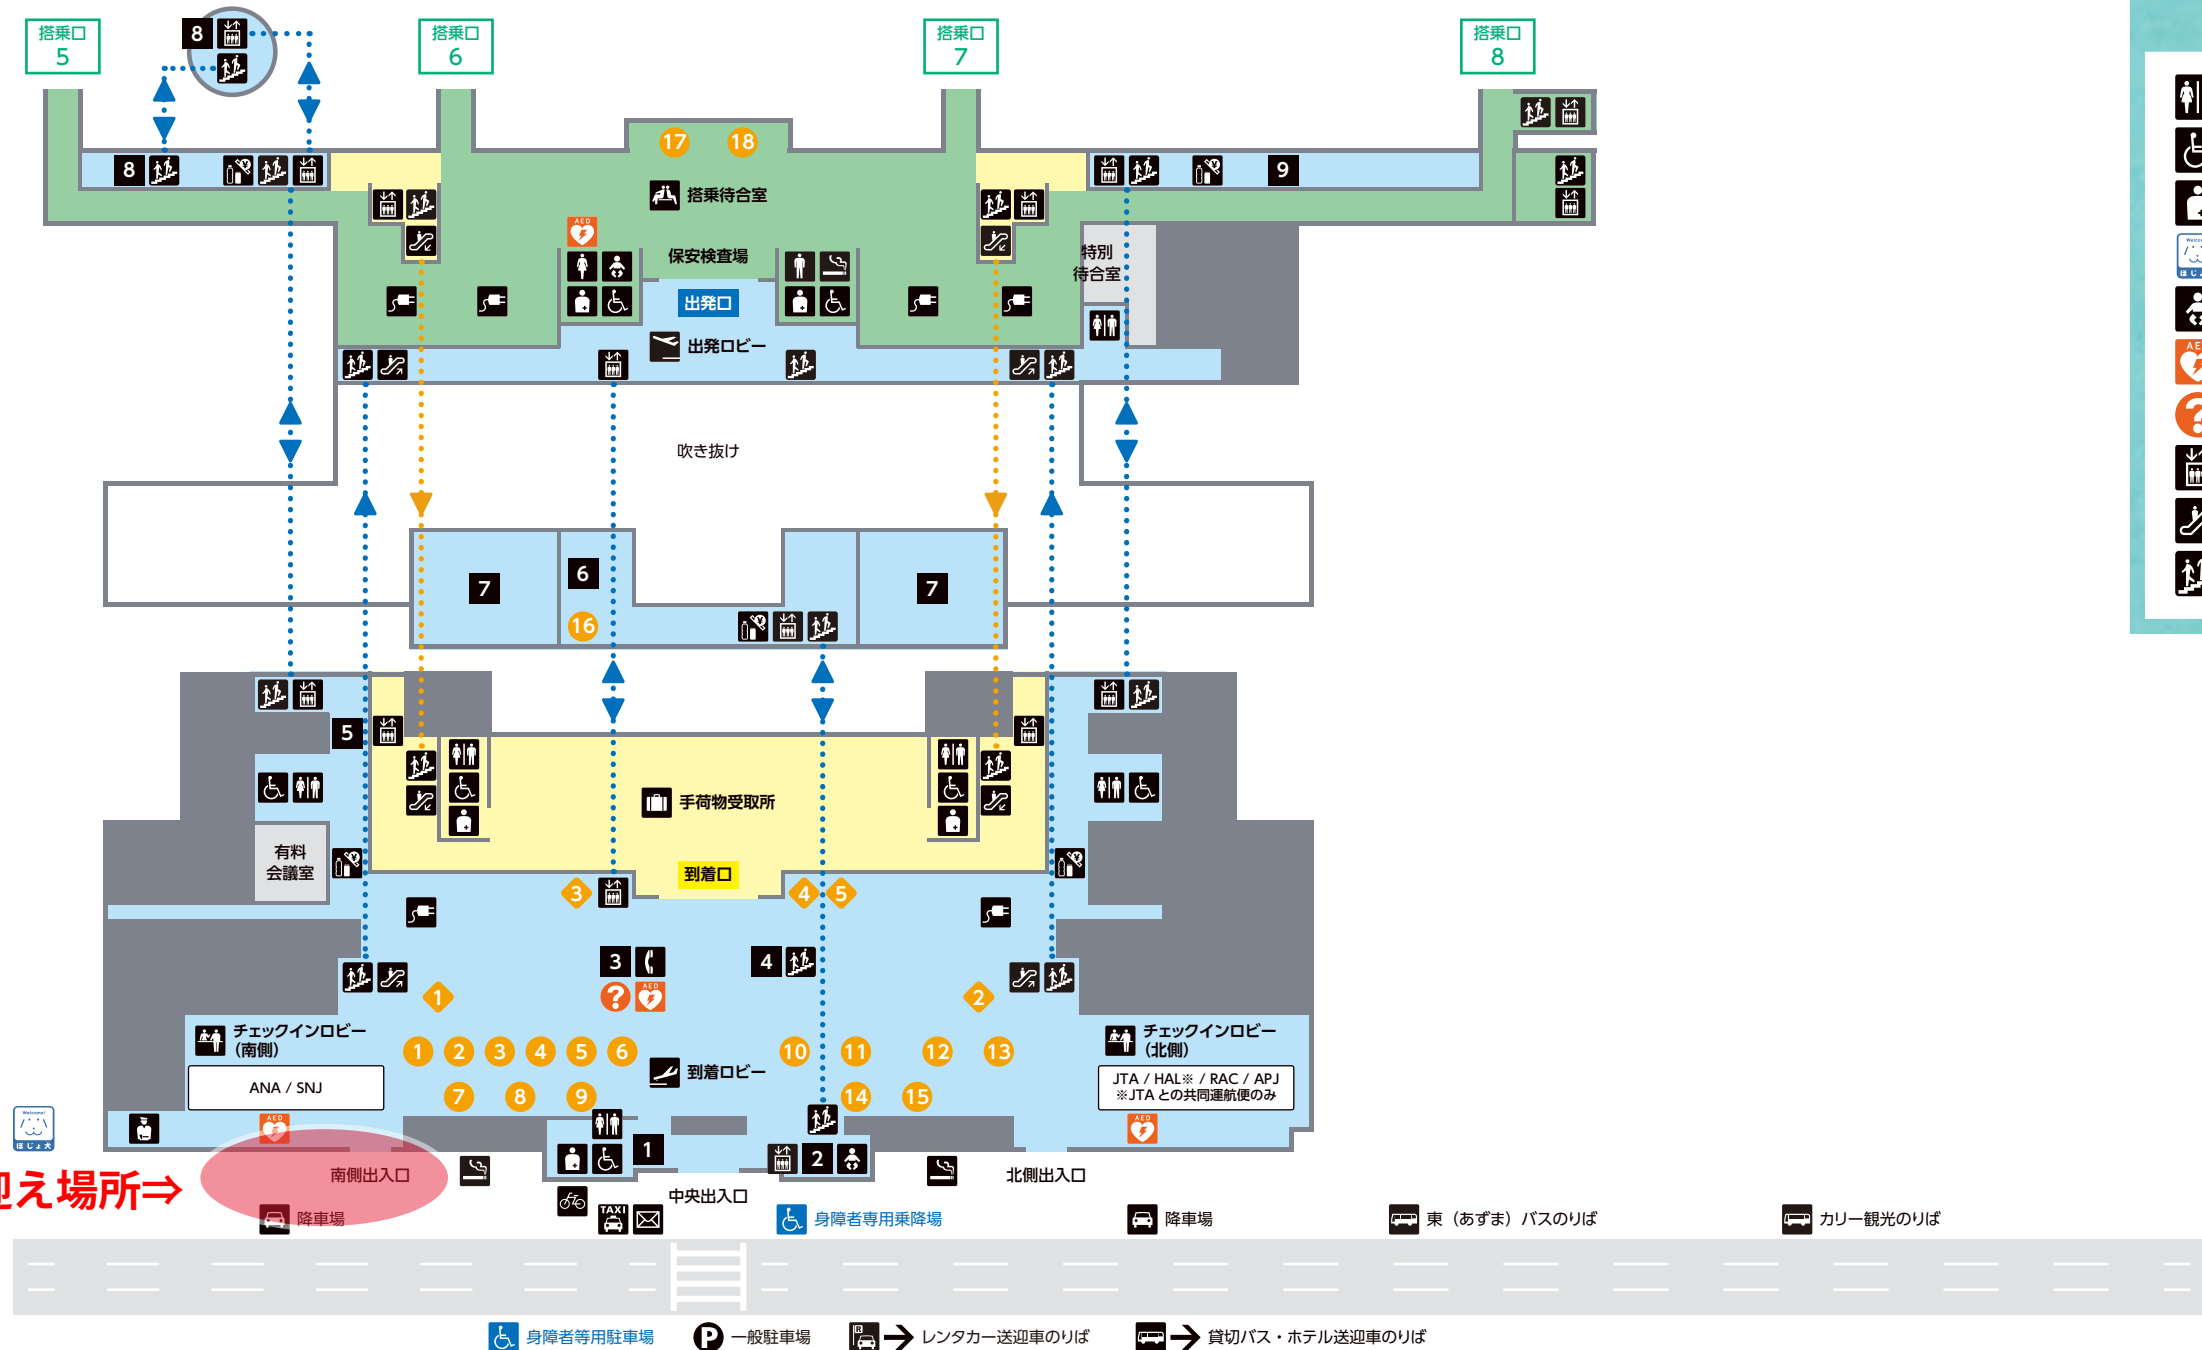 搭乗口
5
搭乗口
6
搭乗口
7
搭乗口
8
8
8
9
17
18
搭乗待合室
AED
保安検査場
出発口
出発ロビー
特別
待合室
吹き抜け
7
6
16
7
5
手荷物受取所
有料
会議室
到着口
3
4
5
3
4
?
AED
1
2
チェックインロビー
(南側)
ANA / SNJ
1
2
3
4
5
6
7
8
9
到着ロビー
10
11
12
13
14
15
チェックインロビー
(北側)
JTA / HAL※ / RAC / APJ
※JTA との共同運航便のみ
Welcome!
ほじょ犬
AED
AED
1
2
南側出入口
中央出入口
北側出入口
迎え場所⇒
降車場
TAXI
身障者専用乗降場
降車場
東（あずま）バスのりば
カリー観光のりば
身障者等用駐車場
P
一般駐車場
R
レンタカー送迎車のりば
貸切バス・ホテル送迎車のりば